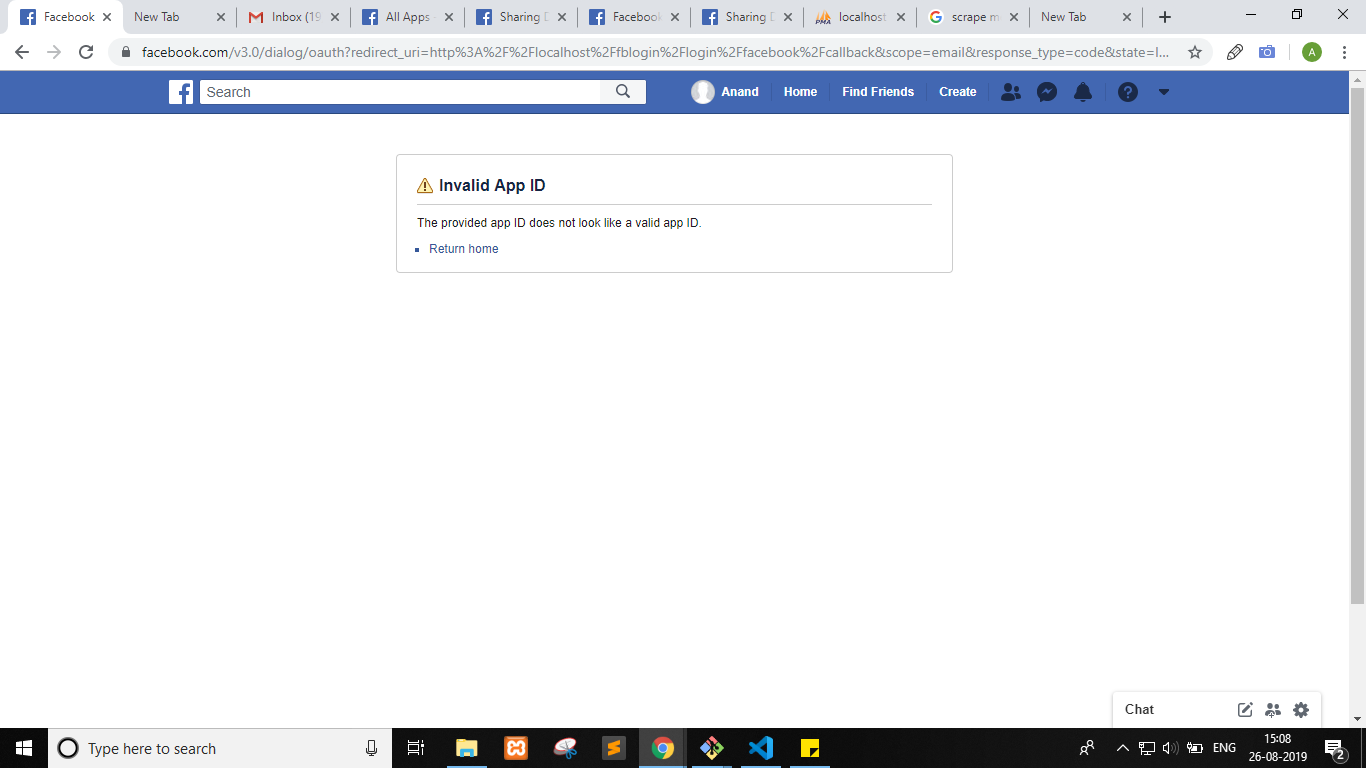 Facebook
New Tab
Inbox (19
All Apps
Sharing D
Facebook
Sharing D
PMA
localhost
scrape m
New Tab
facebook.com/v3.0/dialog/oauth?redirect_uri=http%3A%2F%2Flocalhost%2Ffblogin%2Flogin%2Ffacebook%2Fcallback&scope=email&response_type=code&state=I...
A
Search
Anand
Home
Find Friends
Create
Invalid App ID
The provided app ID does not look like a valid app ID.
Return home
Chat
Type here to search
ENG
15:08
26-08-2019
2